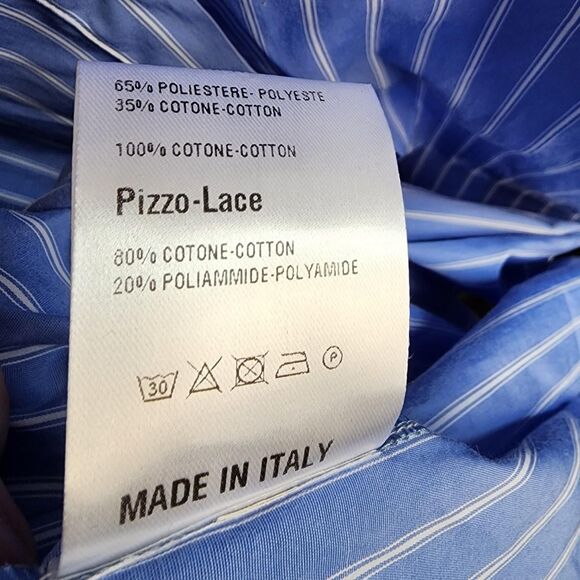 65% POLIESTERE- POLYESTE
35% COTONE-COTTON
100% COTONE-COTTON
Pizzo-Lace
80% COTONE-COTTON
20% POLIAMMIDE-POLYAMIDE
30 P
MADE IN ITALY